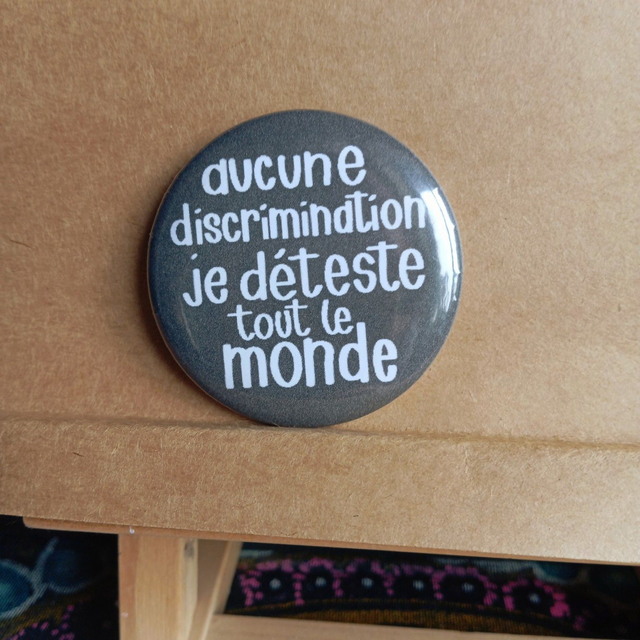 aucune
discrimination
je déteste
tout le
monde